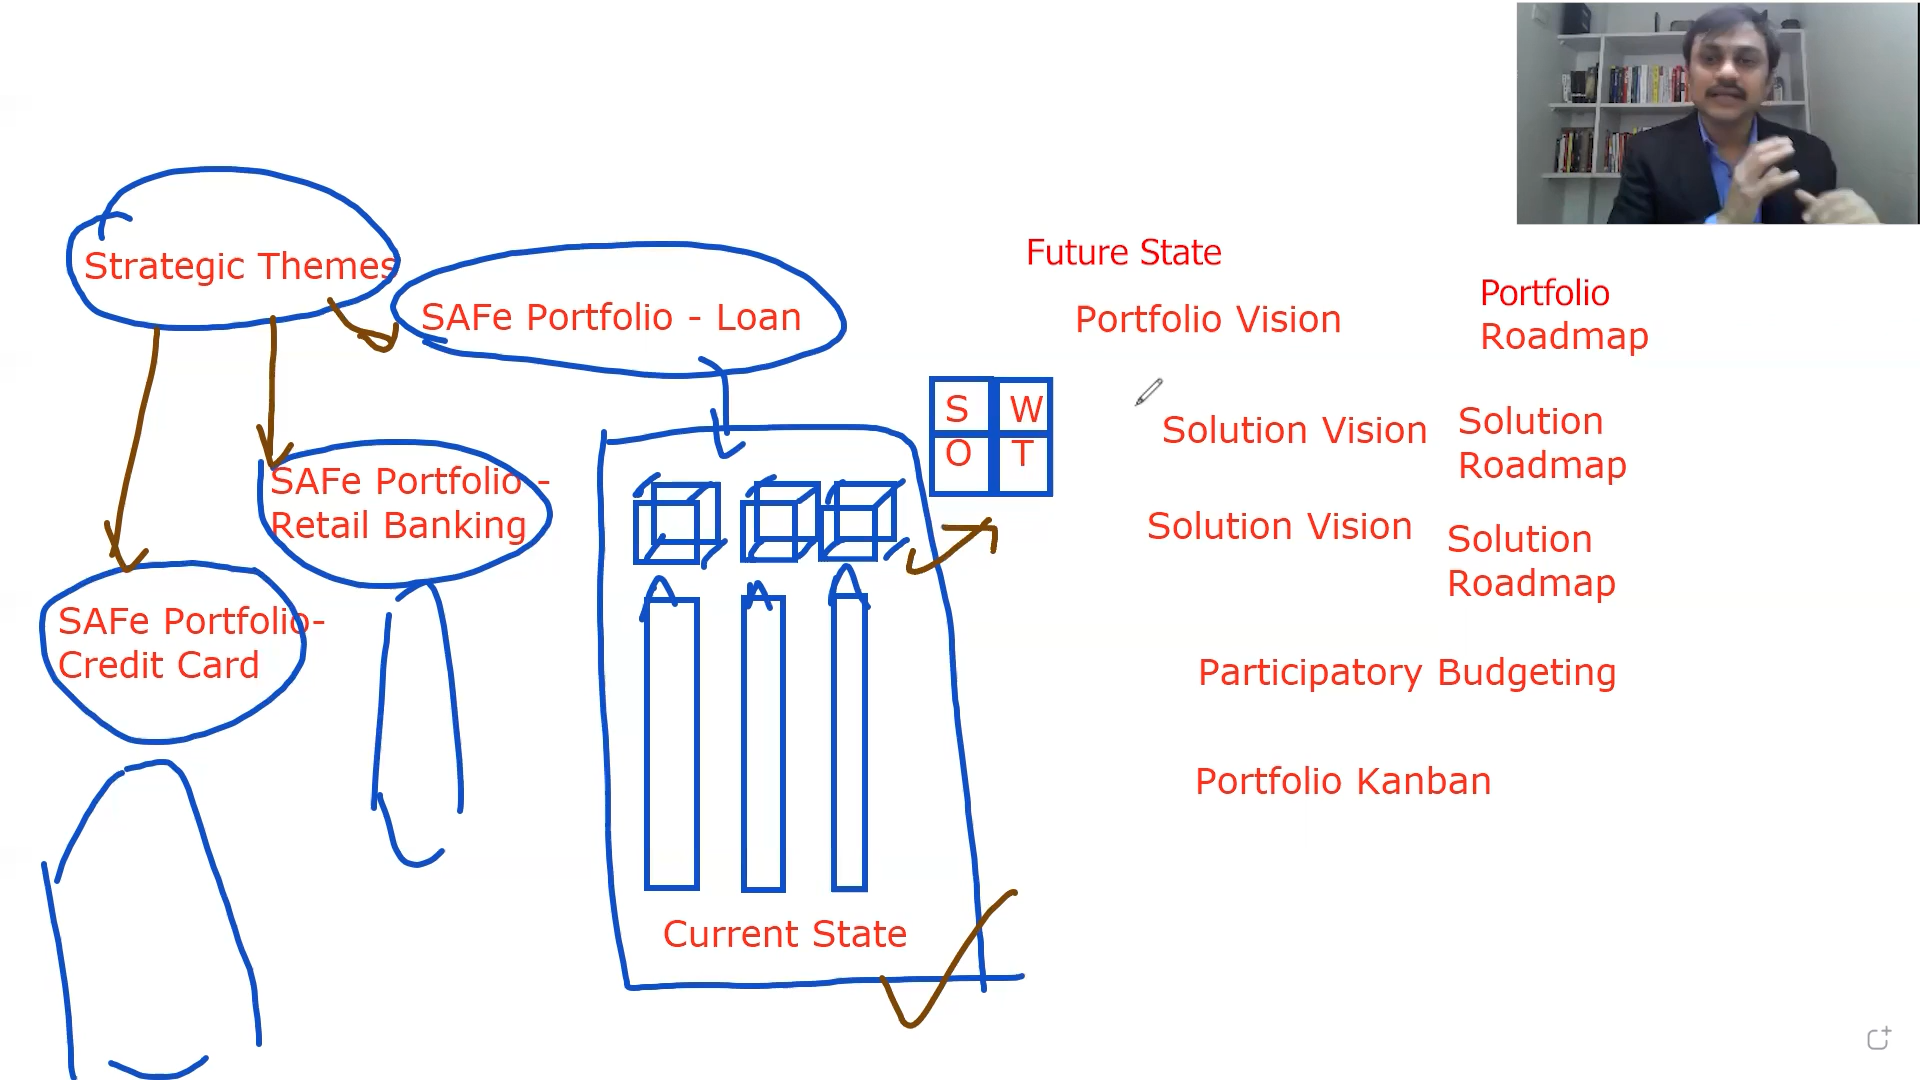 Strategic Themes
SAFe Portfolio - Loan
SAFe Portfolio -
Retail Banking
SAFe Portfolio-
Credit Card
Current State
S W
O T
Future State
Portfolio Vision
Portfolio
Roadmap
Solution Vision
Solution
Roadmap
Solution Vision
Solution
Roadmap
Participatory Budgeting
Portfolio Kanban